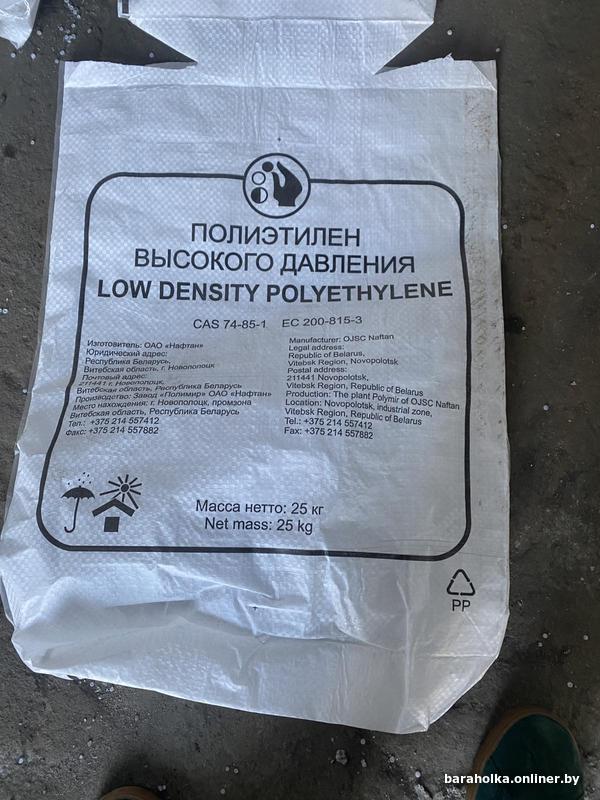 ПОЛИЭТИЛЕН
ВЫСОКОГО ДАВЛЕНИЯ
LOW DENSITY POLYETHYLENE
CAS 74-85-1 EC 200-815-3
Изготовитель: ОАО «Нафтан»
Юридический адрес:
Республика Беларусь,
Витебская область, г. Новополоцк
Почтовый адрес:
211441 г. Новополоцк,
Витебская область, Республика Беларусь
Производство: Завод «Полимир» ОАО «Нафтан»
Место нахождения: г. Новополоцк, промзона
Витебская область, Республика Беларусь
Тел.: +375 214 557412
Факс: +375 214 557882
Manufacturer: OJSC Naftan
Legal address:
Republic of Belarus,
Vitebsk Region, Novopolotsk
Postal address:
211441 Novopolotsk,
Vitebsk Region, Republic of Belarus
Production: The plant Polymir of OJSC Naftan
Location: Novopolotsk, industrial zone,
Vitebsk Region, Republic of Belarus
Tel.: +375 214 557412
Fax: +375 214 557882
Масса нетто: 25 кг
Net mass: 25 kg
PP
baraholka.onliner.by